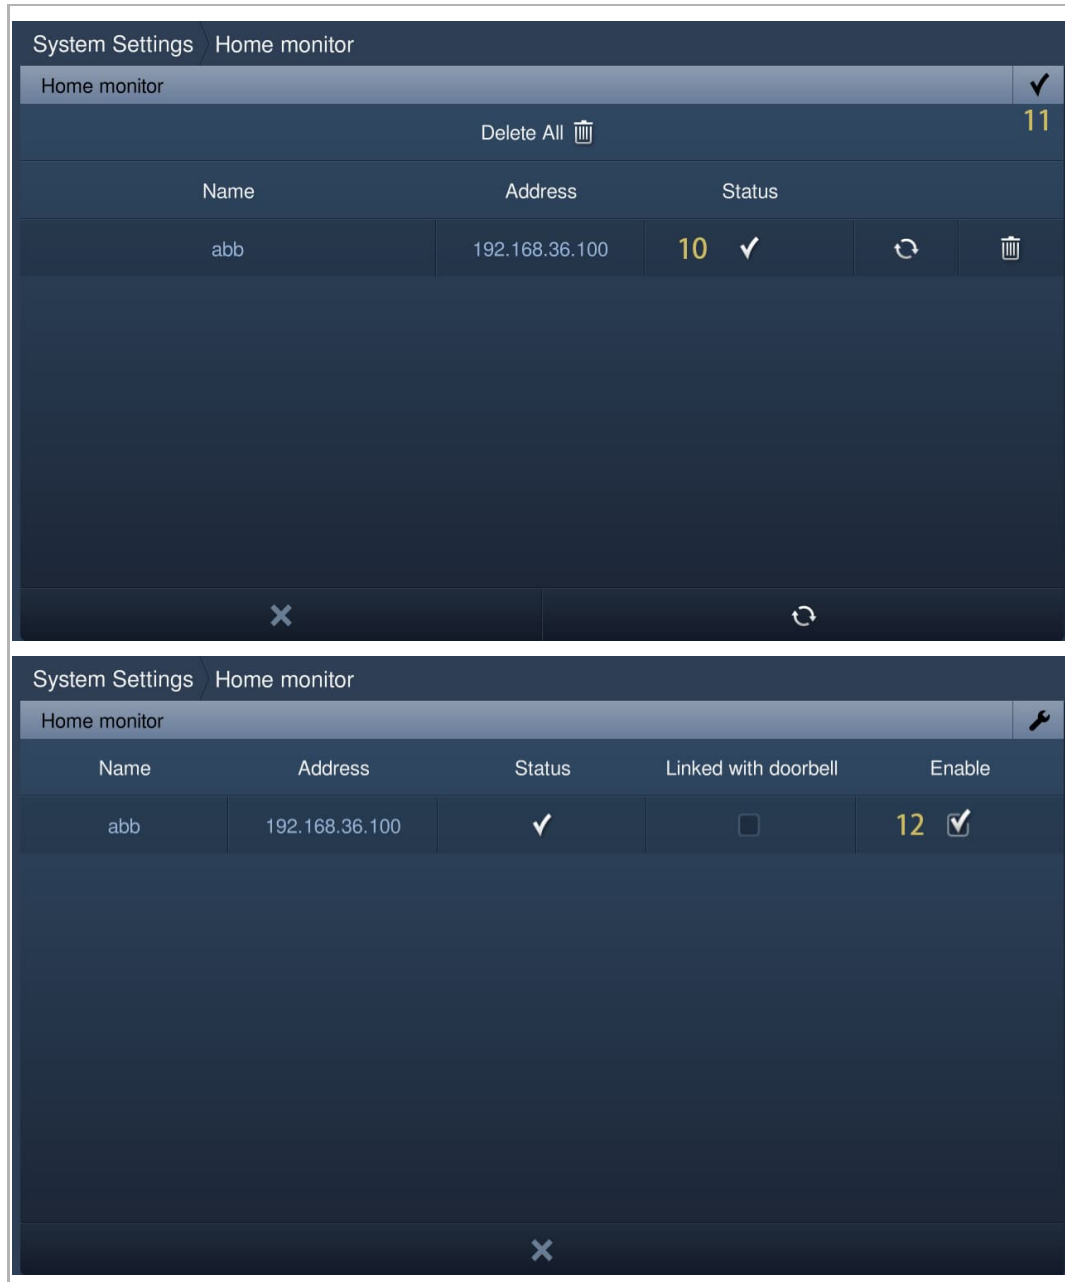 System Settings Home monitor
Home monitor
11
Delete All
Name Address Status
abb 192.168.36.100 10
System Settings Home monitor
Home monitor
Name Address Status Linked with doorbell Enable
abb 192.168.36.100 12